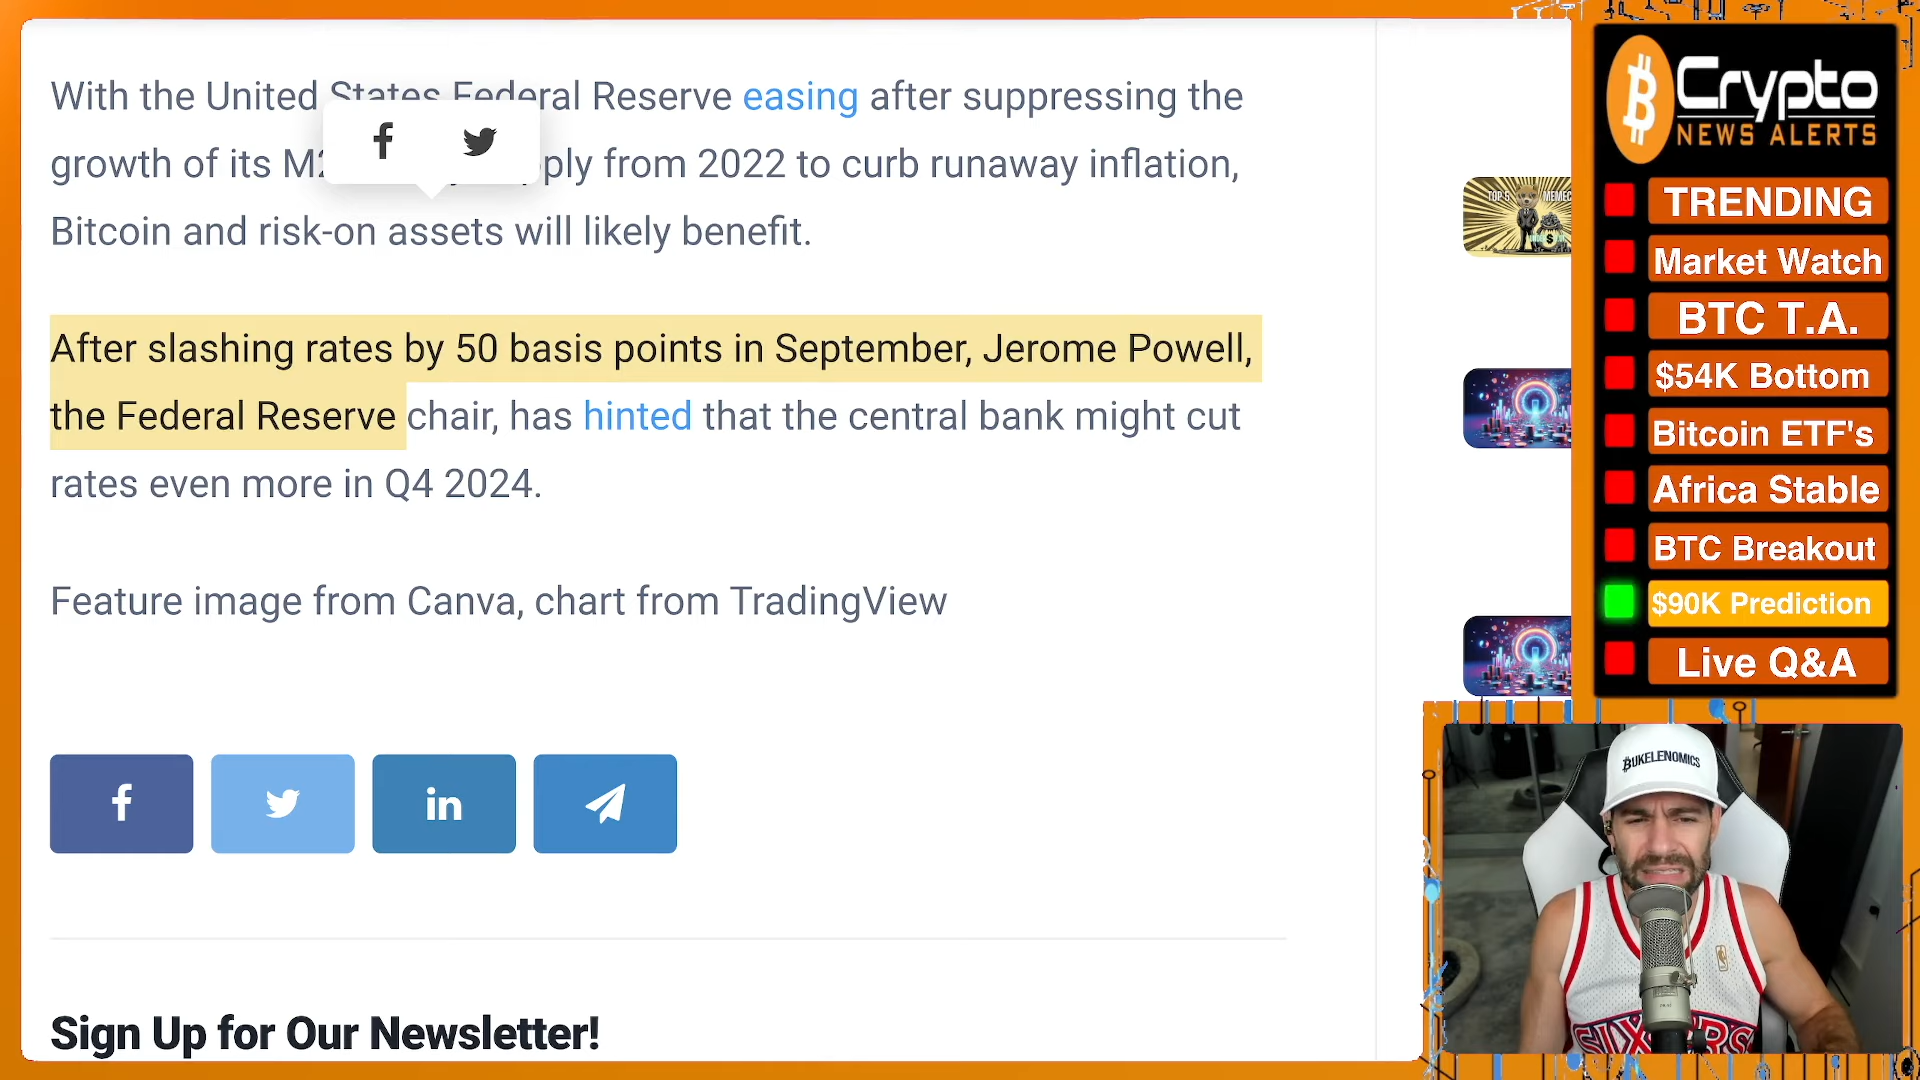 With the United States Federal Reserve easing after suppressing the
growth of its M2 ply from 2022 to curb runaway inflation,
Bitcoin and risk-on assets will likely benefit.
After slashing rates by 50 basis points in September, Jerome Powell,
the Federal Reserve chair, has hinted that the central bank might cut
rates even more in Q4 2024.
Feature image from Canva, chart from TradingView
in
Sign Up for Our Newsletter!
TOP 5 MEMEC
Crypto
NEWS ALERTS
TRENDING
Market Watch
BTC T.A.
$54K Bottom
Bitcoin ETF's
Africa Stable
BTC Breakout
$90K Prediction
Live Q&A
BUKELENOMICS
SIXERS